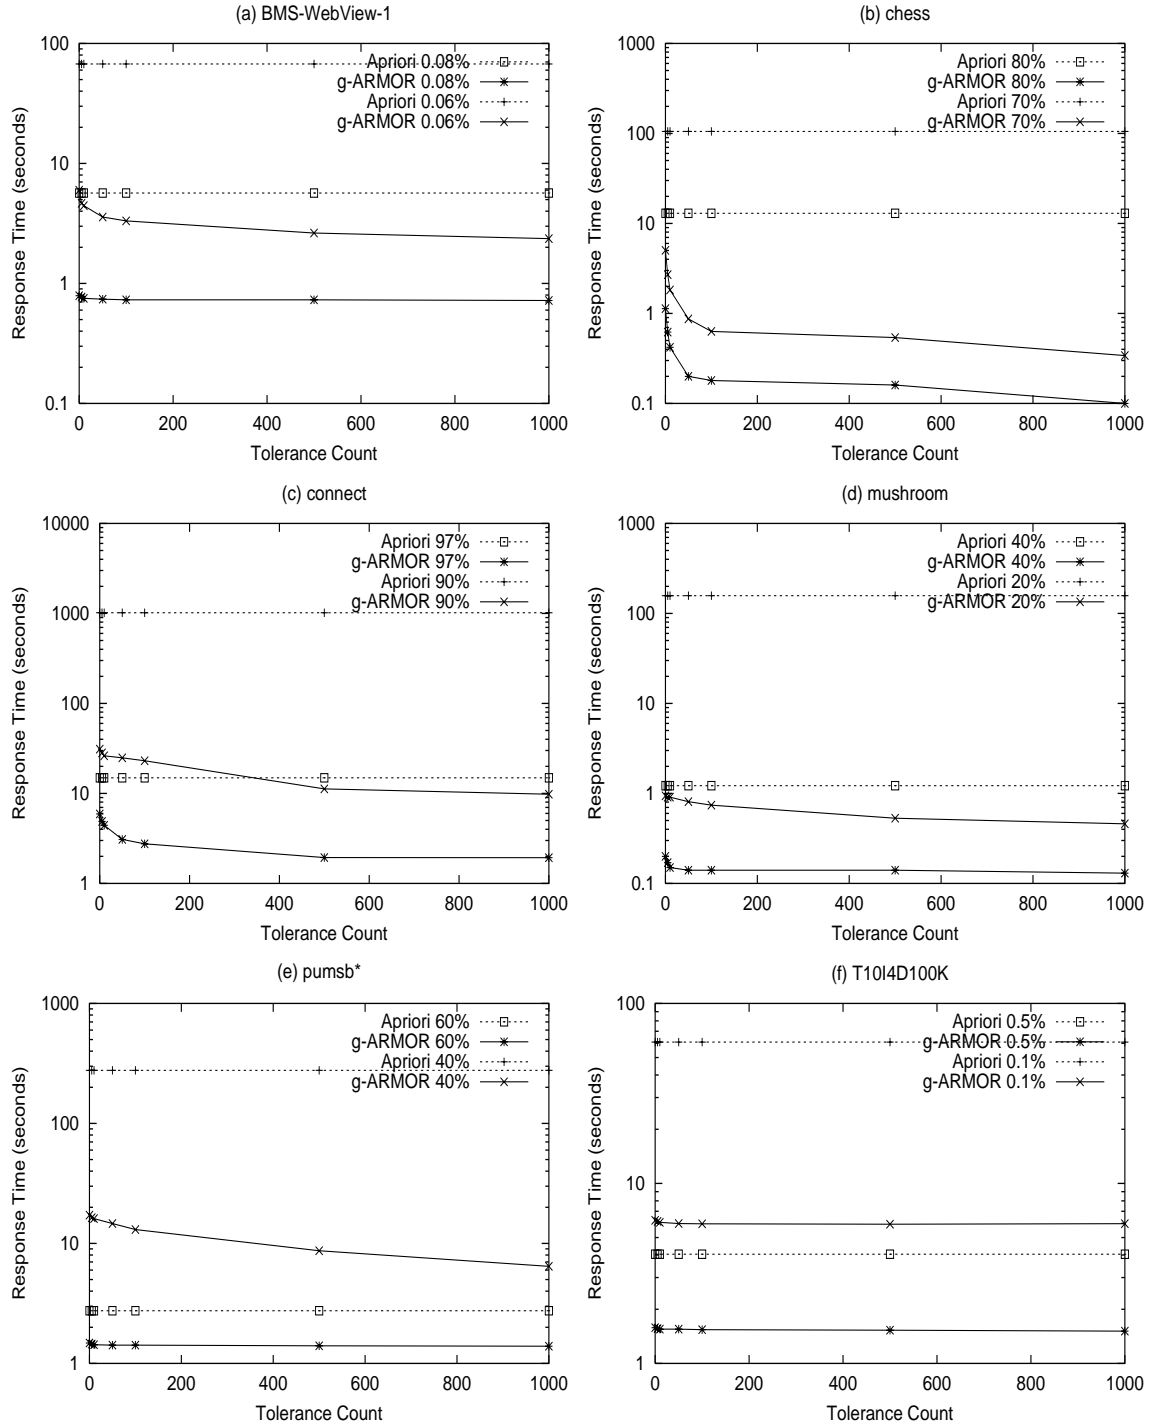 (a) BMS-WebView-1
100
10
1
0.1
0
200
400
600
800
1000
Response Time (seconds)
Tolerance Count
Apriori 0.08%
g-ARMOR 0.08%
Apriori 0.06%
g-ARMOR 0.06%
(b) chess
1000
100
10
1
0.1
0
200
400
600
800
1000
Response Time (seconds)
Tolerance Count
Apriori 80%
g-ARMOR 80%
Apriori 70%
g-ARMOR 70%
(c) connect
10000
1000
100
10
1
0
200
400
600
800
1000
Response Time (seconds)
Tolerance Count
Apriori 97%
g-ARMOR 97%
Apriori 90%
g-ARMOR 90%
(d) mushroom
1000
100
10
1
0.1
0
200
400
600
800
1000
Response Time (seconds)
Tolerance Count
Apriori 40%
g-ARMOR 40%
Apriori 20%
g-ARMOR 20%
(e) pumsb*
1000
100
10
1
0
200
400
600
800
1000
Response Time (seconds)
Tolerance Count
Apriori 60%
g-ARMOR 60%
Apriori 40%
g-ARMOR 40%
(f) T10I4D100K
100
10
1
0
200
400
600
800
1000
Response Time (seconds)
Tolerance Count
Apriori 0.5%
g-ARMOR 0.5%
Apriori 0.1%
g-ARMOR 0.1%